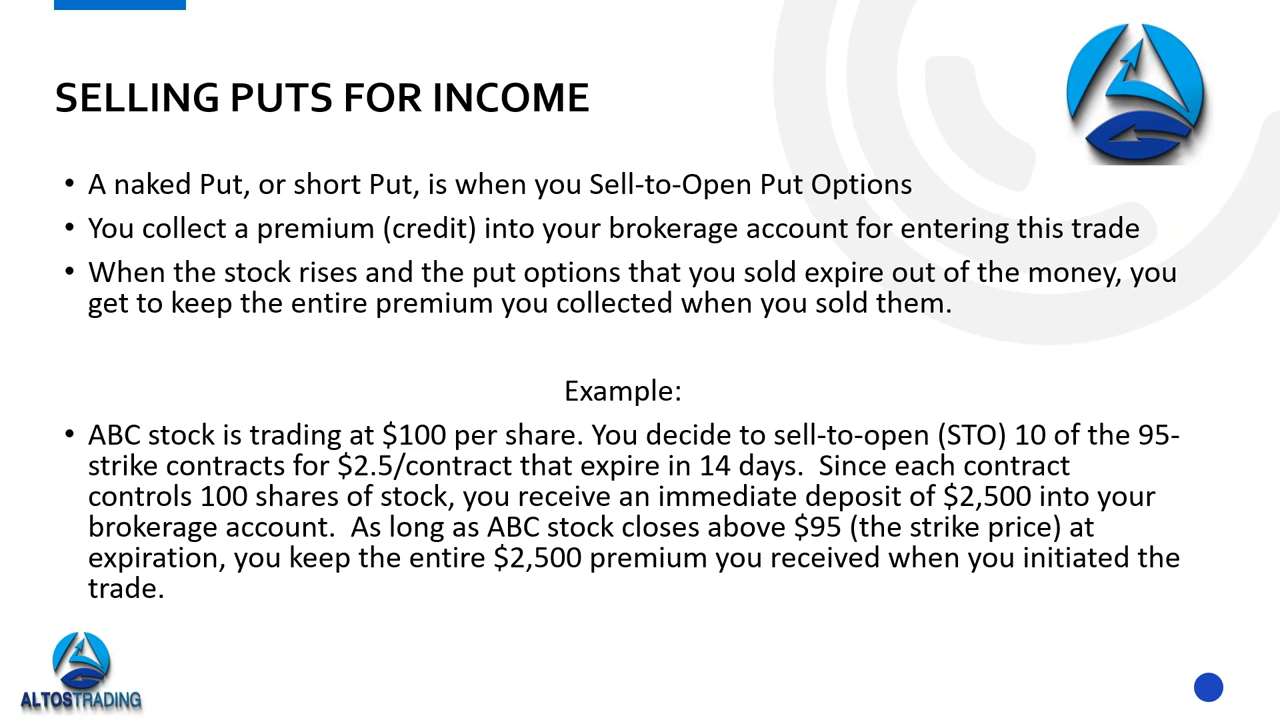 SELLING PUTS FOR INCOME
• A naked Put, or short Put, is when you Sell-to-Open Put Options
• You collect a premium (credit) into your brokerage account for entering this trade
• When the stock rises and the put options that you sold expire out of the money, you
get to keep the entire premium you collected when you sold them.
Example:
• ABC stock is trading at $100 per share. You decide to sell-to-open (STO) 10 of the 95-
strike contracts for $2.5/contract that expire in 14 days.  Since each contract
controls 100 shares of stock, you receive an immediate deposit of $2,500 into your
brokerage account.  As long as ABC stock closes above $95 (the strike price) at
expiration, you keep the entire $2,500 premium you received when you initiated the
trade.
ALTOSTRADING